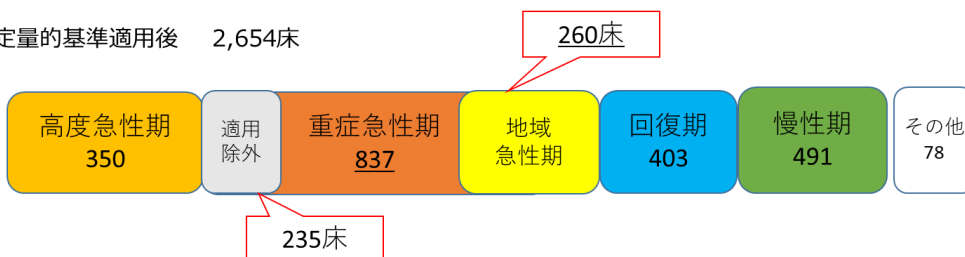 定量的基準適用後 2,654床
260床
高度急性期
350
適用
除外
重症急性期
837
地域
急性期
回復期
403
慢性期
491
その他
78
235床